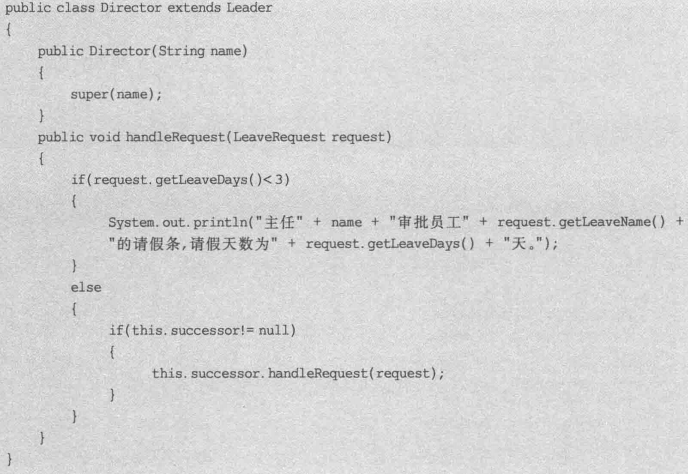 public class Director extends Leader
{
public Director(String name)
{
super(name);
}
public void handleRequest(LeaveRequest request)
{
if(request.getLeaveDays()<3)
{
System.out.println("主任" + name + "审批员工" + request.getLeaveName() +
"的请假条,请假天数为" + request.getLeaveDays() + "天。");
}
else
{
if(this.successor!= null)
{
this.successor.handleRequest(request);
}
}
}
}